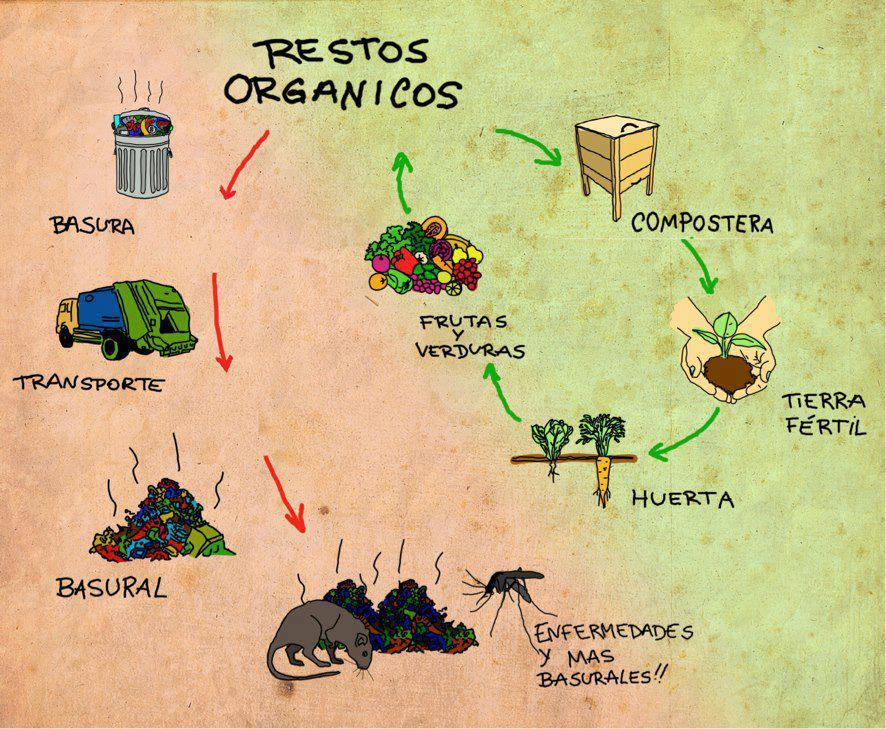 RESTOS
ORGANICOS
BASURA
TRANSPORTE
BASURAL
ENFERMEDADES
Y MAS
BASURALES!!
COMPOSTERA
TIERRA
FÉRTIL
HUERTA
FRUTAS
Y
VERDURAS